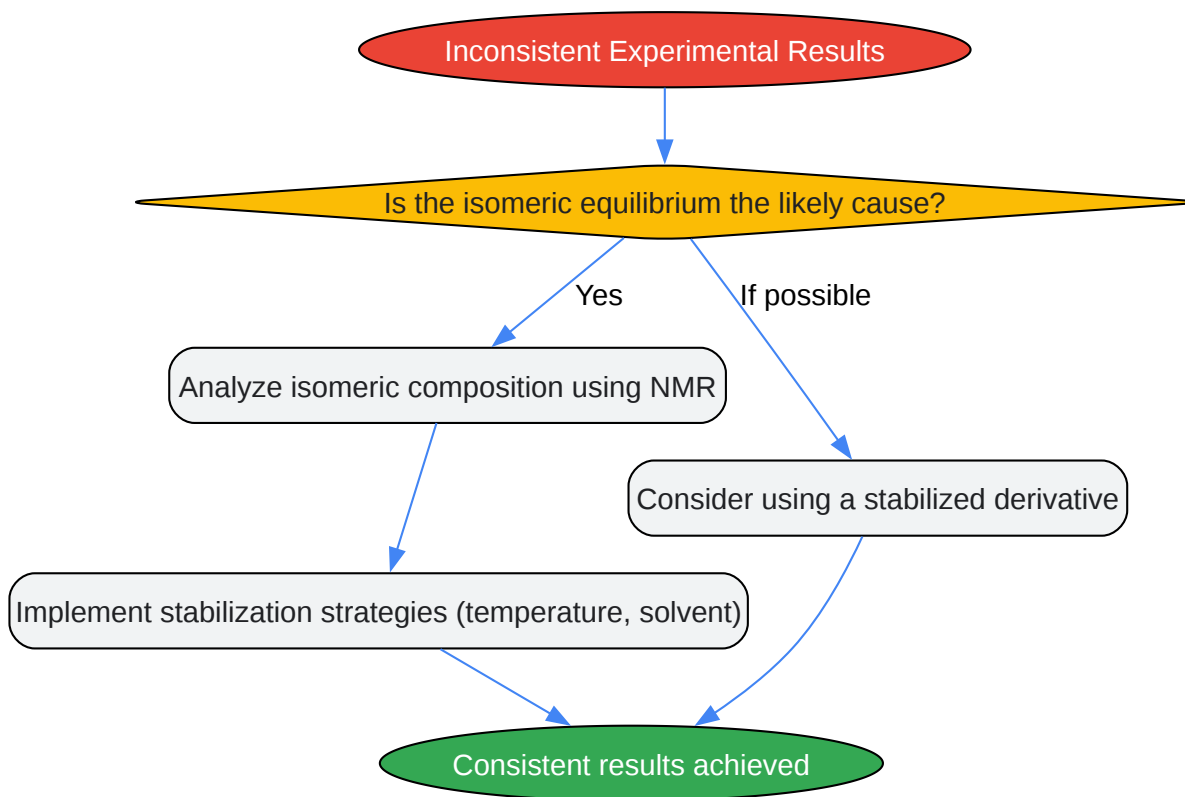 Inconsistent Experimental Results
Is the isomeric equilibrium the likely cause?
Yes
If possible
Analyze isomeric composition using NMR
Consider using a stabilized derivative
Implement stabilization strategies (temperature, solvent)
Consistent results achieved